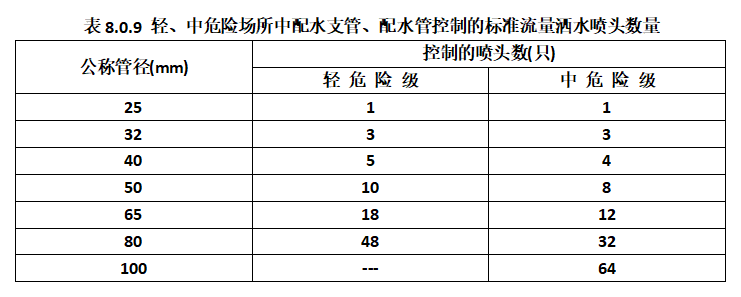 表 8.0.9 轻、中危险场所中配水支管、配水管控制的标准流量洒水喷头数量
公称管径(mm) 控制的喷头数(只)
轻 危 险 级 中 危 险 级
25 1 1
32 3 3
40 5 4
50 10 8
65 18 12
80 48 32
100 --- 64